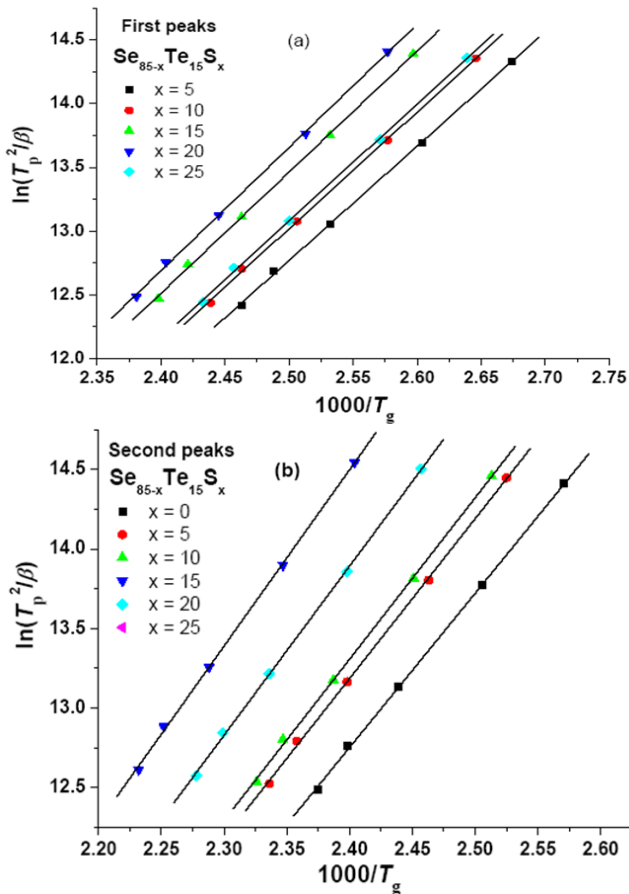 First peaks
(a)
Se85-xTe15Sx
x = 5
x = 10
x = 15
x = 20
x = 25
ln(Tp2/β)
14.5
14.0
13.5
13.0
12.5
12.0
2.35 2.40 2.45 2.50 2.55 2.60 2.65 2.70 2.75
1000/Tg
Second peaks
(b)
Se85-xTe15Sx
x = 0
x = 5
x = 10
x = 15
x = 20
x = 25
ln(Tp2/β)
14.5
14.0
13.5
13.0
12.5
2.20 2.25 2.30 2.35 2.40 2.45 2.50 2.55 2.60
1000/Tg